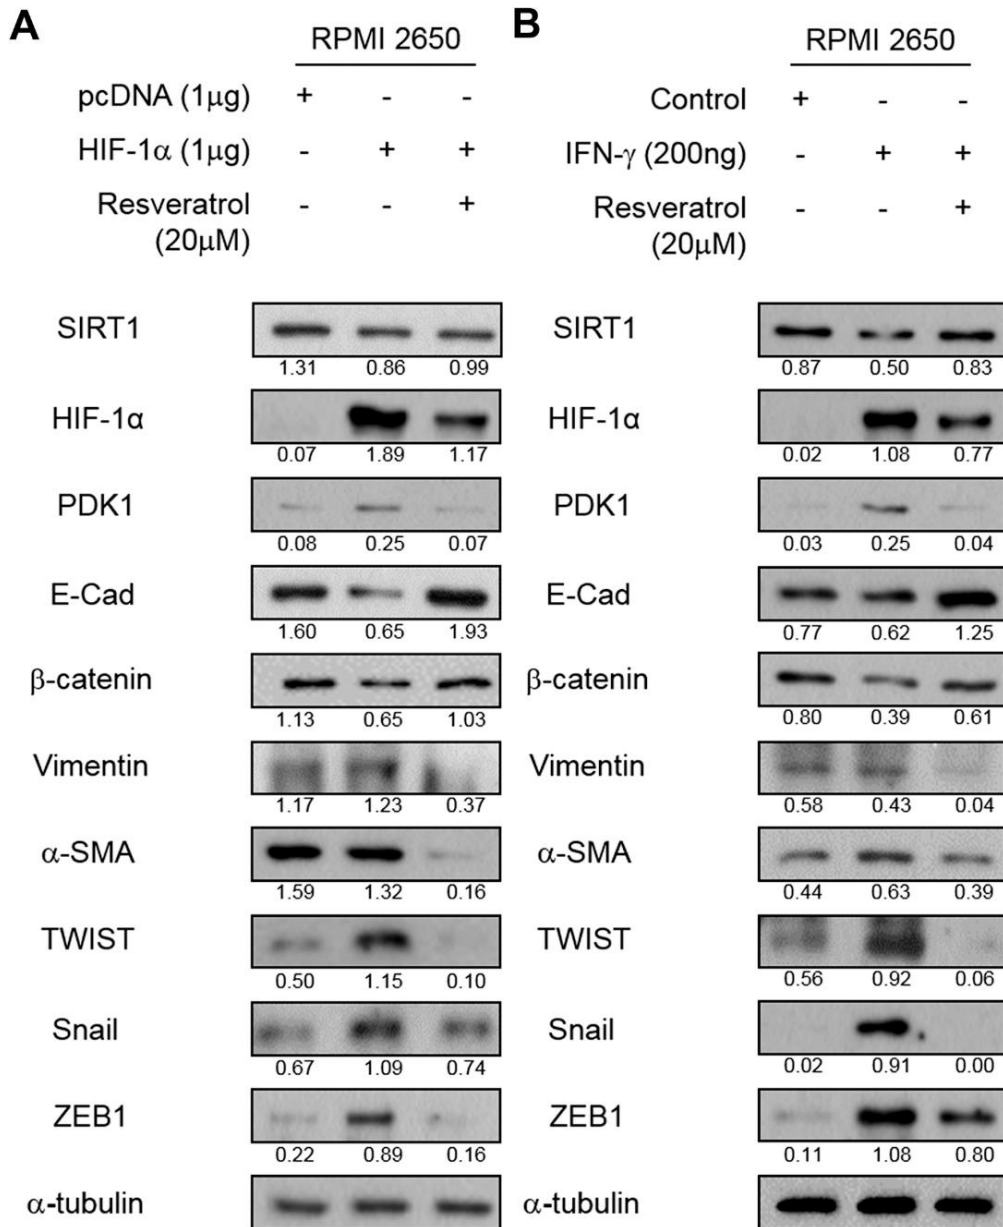 A
RPMI 2650
pcDNA (1μg) + - -
HIF-1α (1μg) - + +
Resveratrol - - +
(20μM)
SIRT1
1.31 0.86 0.99
HIF-1α
0.07 1.89 1.17
PDK1
0.08 0.25 0.07
E-Cad
1.60 0.65 1.93
β-catenin
1.13 0.65 1.03
Vimentin
1.17 1.23 0.37
α-SMA
1.59 1.32 0.16
TWIST
0.50 1.15 0.10
Snail
0.67 1.09 0.74
ZEB1
0.22 0.89 0.16
α-tubulin
B
RPMI 2650
Control + - -
IFN-γ (200ng) - + +
Resveratrol - - +
(20μM)
SIRT1
0.87 0.50 0.83
HIF-1α
0.02 1.08 0.77
PDK1
0.03 0.25 0.04
E-Cad
0.77 0.62 1.25
β-catenin
0.80 0.39 0.61
Vimentin
0.58 0.43 0.04
α-SMA
0.44 0.63 0.39
TWIST
0.56 0.92 0.06
Snail
0.02 0.91 0.00
ZEB1
0.11 1.08 0.80
α-tubulin